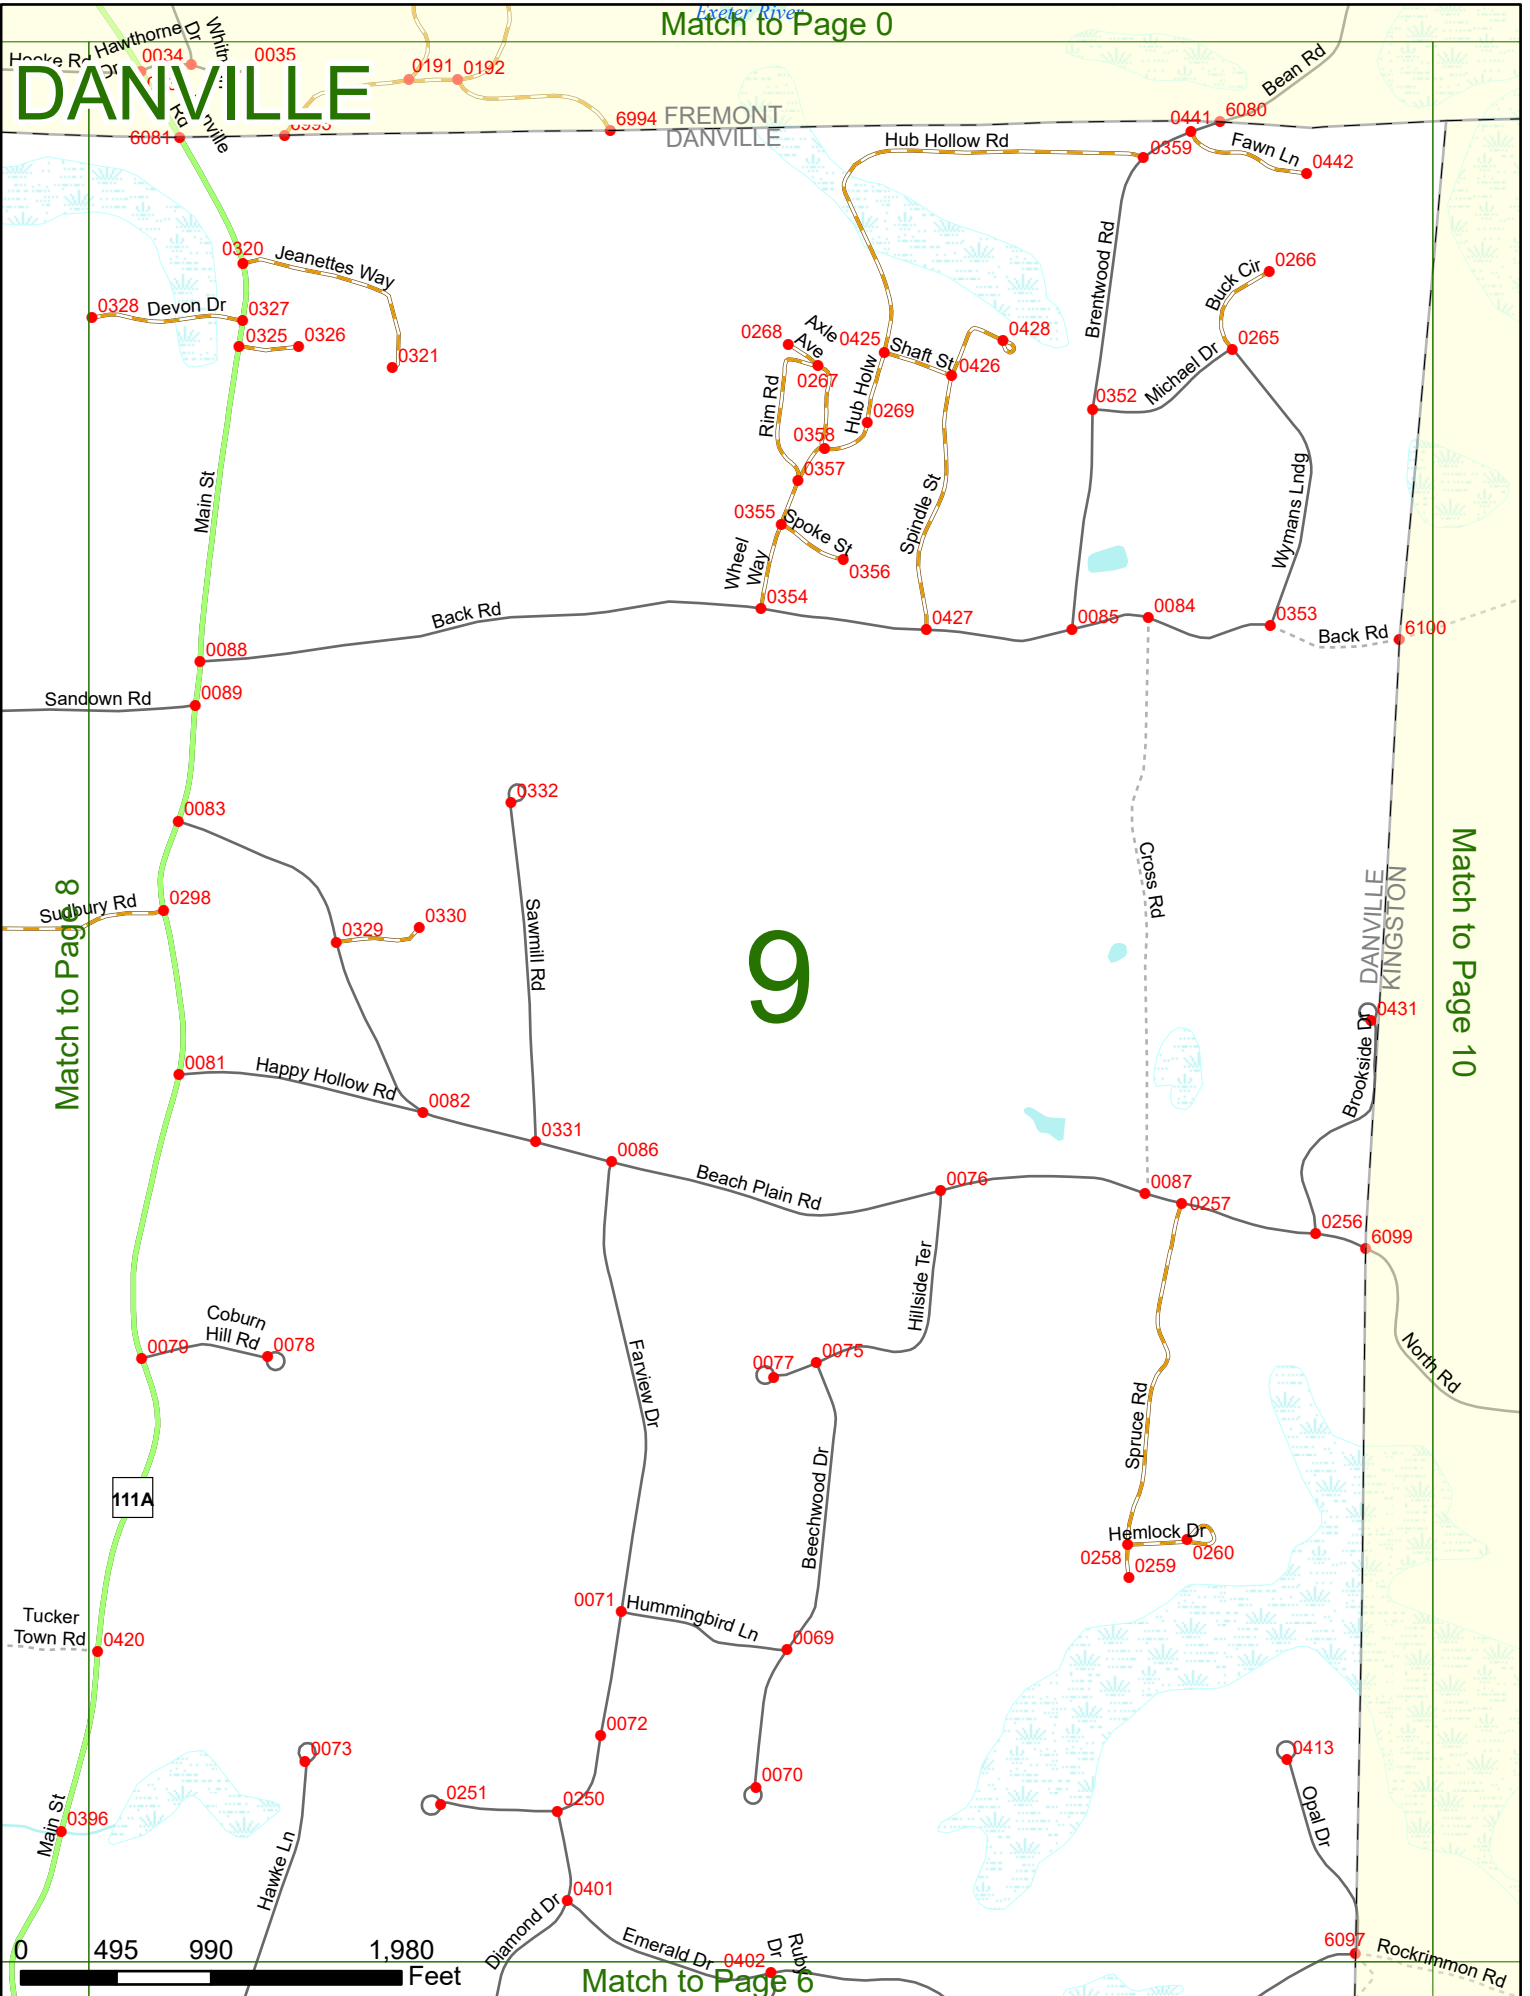 Exeter River
Match to Page 0
Hawthorne
Dr
Hooke Rd
0034
0035
0191
0192
Bean Rd
DANVILLE
6081
6994
FREMONT
DANVILLE
Hub Hollow Rd
0441
6080
0359
Fawn Ln
0442
0320
Jeanettes Way
Brentwood Rd
Buck Cir
0266
0328
Devon Dr
0327
0325
0326
0321
0268
Axle
Ave
0425
Shaft St
0428
0426
0267
Michael Dr
0265
Rim Rd
Hub Holw
0269
0352
0358
Main St
0357
Wymans Lndg
0355
Spoke St
Spindle St
0356
Wheel
Way
0354
Back Rd
0427
0085
0084
0353
Back Rd
6100
0088
Sandown Rd
0089
0332
0083
Cross Rd
Match to Page 8
Sudbury Rd
0298
0329
0330
Sawmill Rd
9
DANVILLE
KINGSTON
Match to Page 10
0431
Brookside Dr
0081
Happy Hollow Rd
0082
0331
0086
Beach Plain Rd
0076
0087
0257
0256
6099
Hillside Ter
Coburn
Hill Rd
0079
0078
Farview Dr
0077
0075
North Rd
Spruce Rd
Beechwood Dr
111A
Hemlock Dr
0258
0259
0260
Tucker
Town Rd
0420
0071
Hummingbird Ln
0069
0072
0073
0070
0413
0251
0250
Opal Dr
Main St
0396
Hawke Ln
0401
Diamond Dr
Emerald Dr
0402
Ruby
Dr
6097
Rockrimmon Rd
0
495
990
1,980
Feet
Match to Page 6